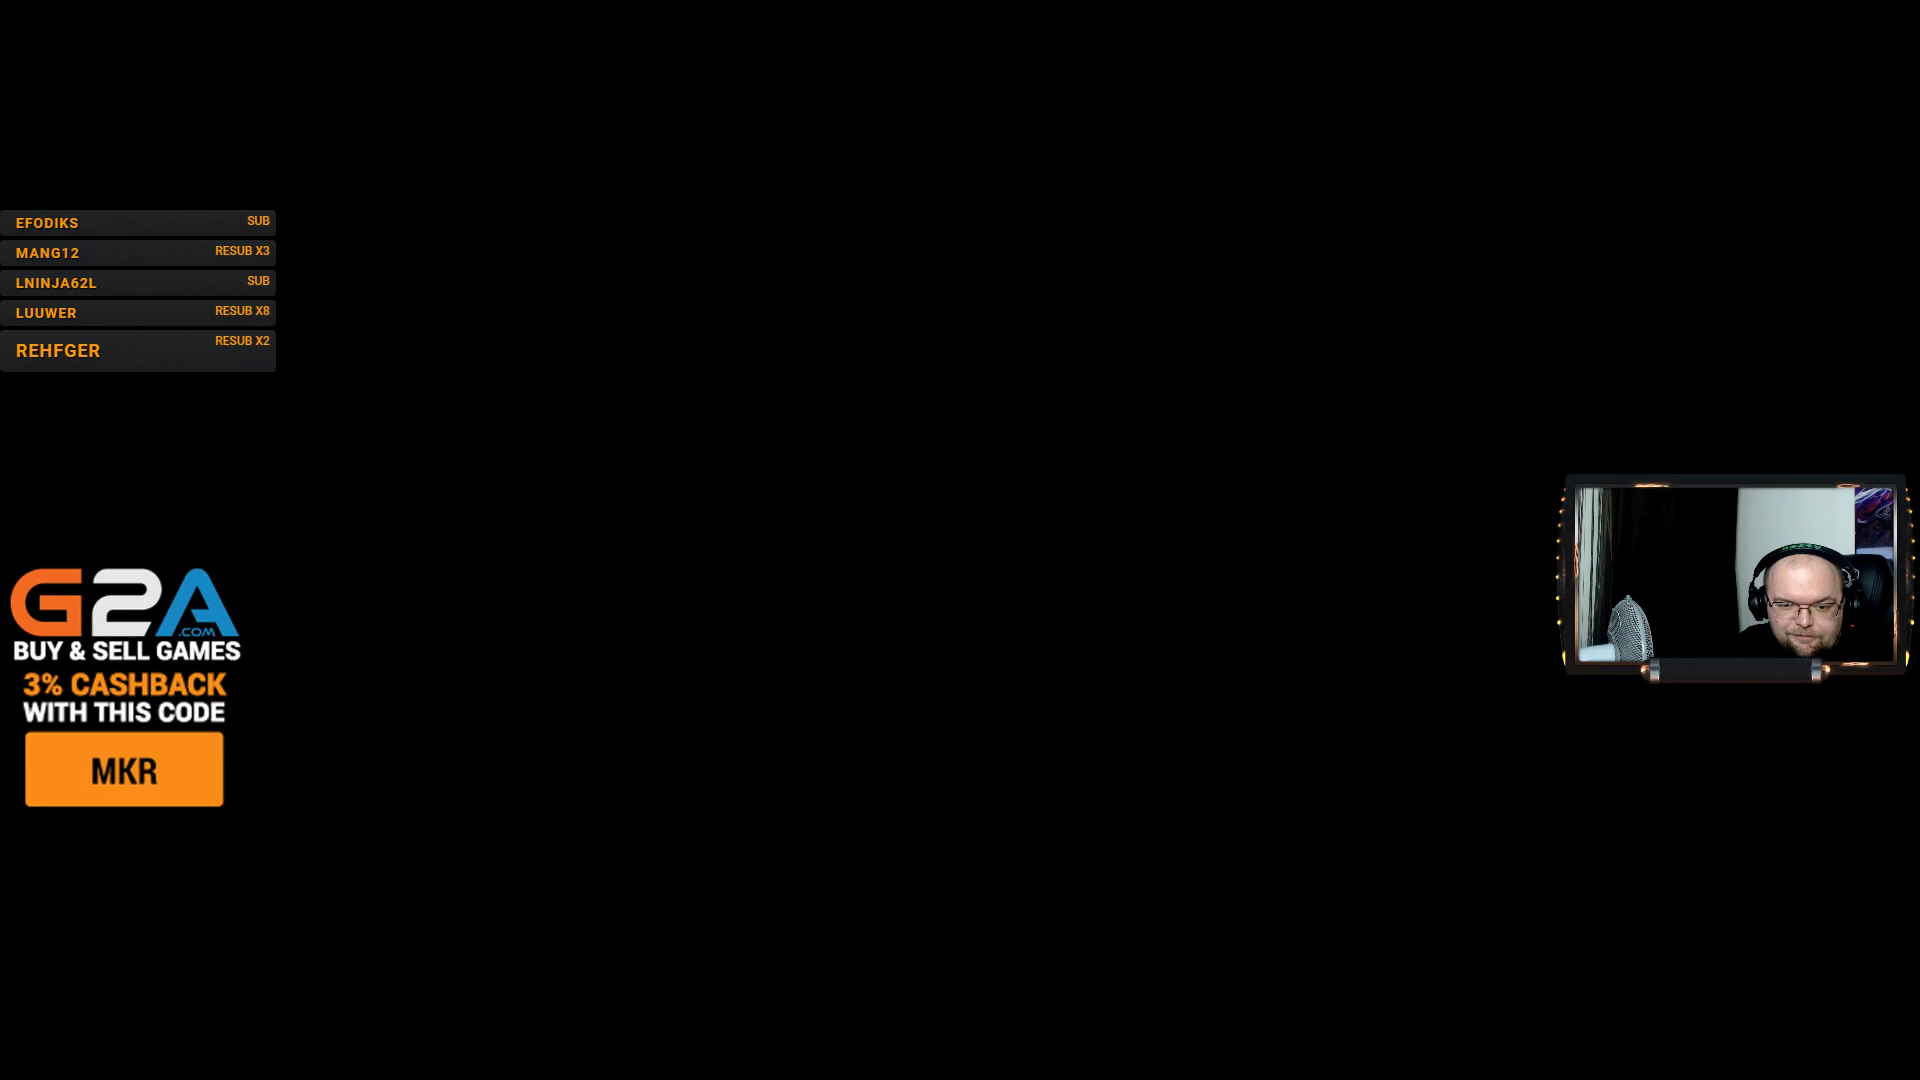 EFODIKS SUB
MANG12 RESUB X3
LNINJA62L SUB
LUUWER RESUB X8
REHFGER RESUB X2
G2A
.COM
BUY & SELL GAMES
3% CASHBACK
WITH THIS CODE
MKR